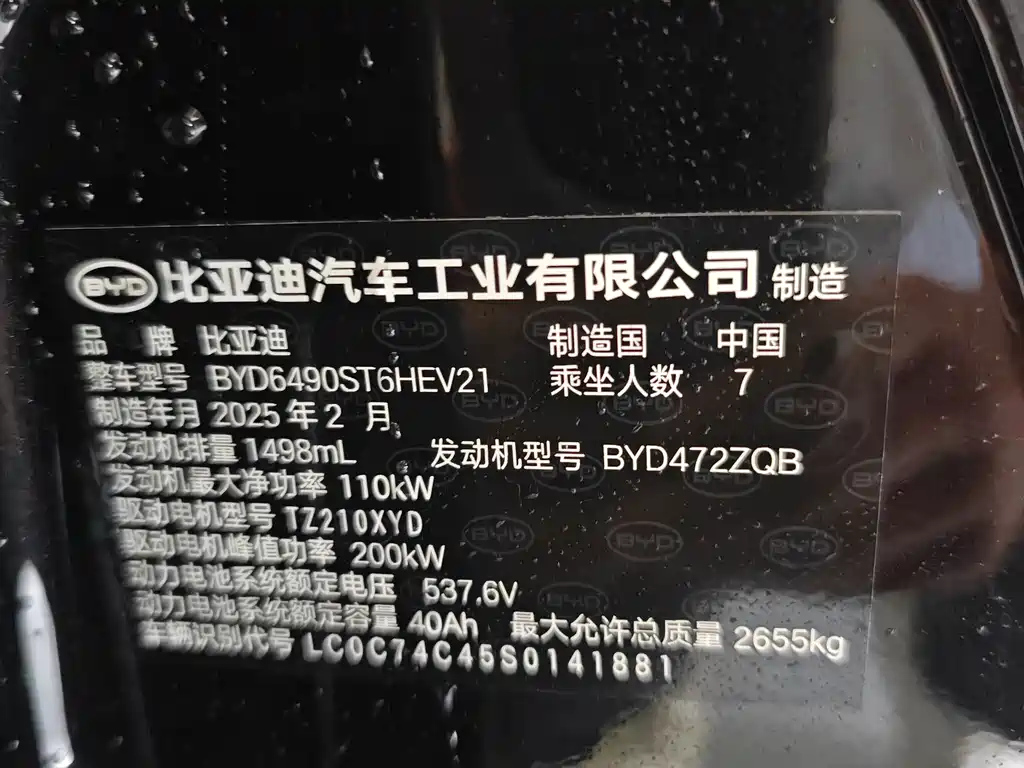 BYD 比亚迪汽车工业有限公司 制造
品 牌 比亚迪 制造国 中国
整车型号 BYD6490ST6HEV21 乘坐人数 7
制造年月 2025 年 2 月
发动机排量 1498mL 发动机型号 BYD472ZQB
发动机最大净功率 110kW
驱动电机型号 TZ210XYD
驱动电机峰值功率 200kW
动力电池系统额定电压 537.6V
动力电池系统额定容量 40Ah 最大允许总质量 2655kg
车辆识别代号 LC0C74C45S0141881